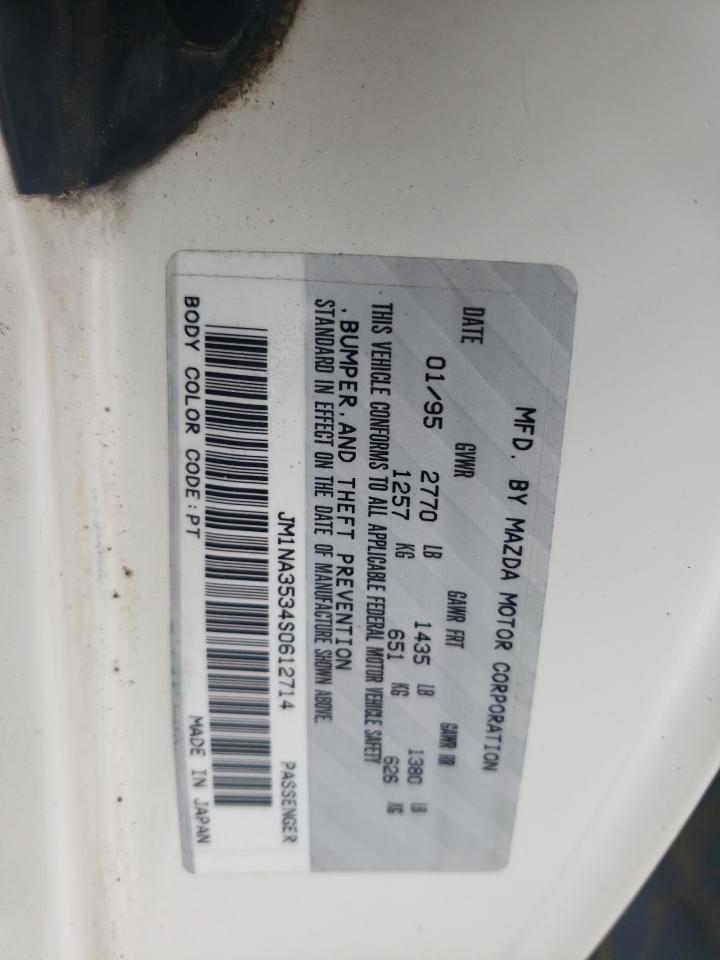 MFD. BY MAZDA MOTOR CORPORATION
DATE GVWR GAWR FRT GAWR RR
01/95 2770 LB 1435 LB 1380 LB
1257 KG 651 KG 626 KG
THIS VEHICLE CONFORMS TO ALL APPLICABLE FEDERAL MOTOR VEHICLE SAFETY
, BUMPER, AND THEFT PREVENTION
STANDARD IN EFFECT ON THE DATE OF MANUFACTURE SHOWN ABOVE.
JM1NA3534S0612714 PASSENGER
BODY COLOR CODE:PT MADE IN JAPAN